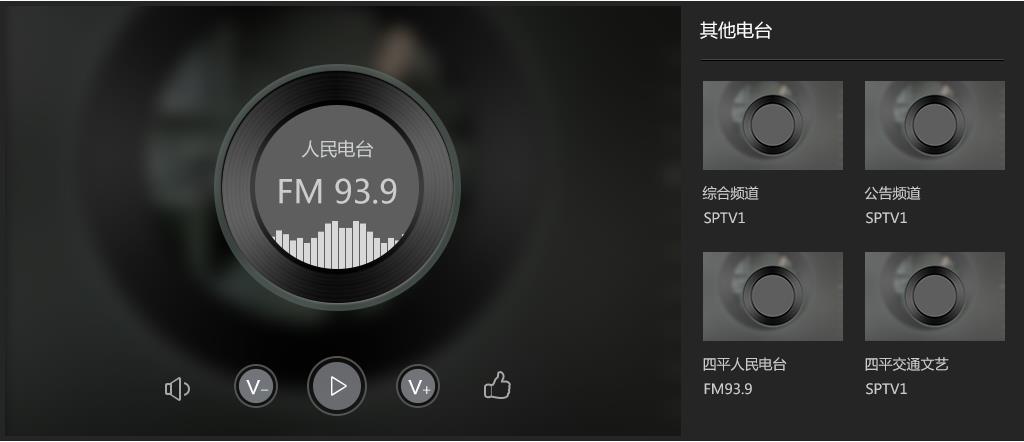 人民电台
FM 93.9
V-
V+
其他电台
综合频道
SPTV1
公告频道
SPTV1
四平人民电台
FM93.9
四平交通文艺
SPTV1